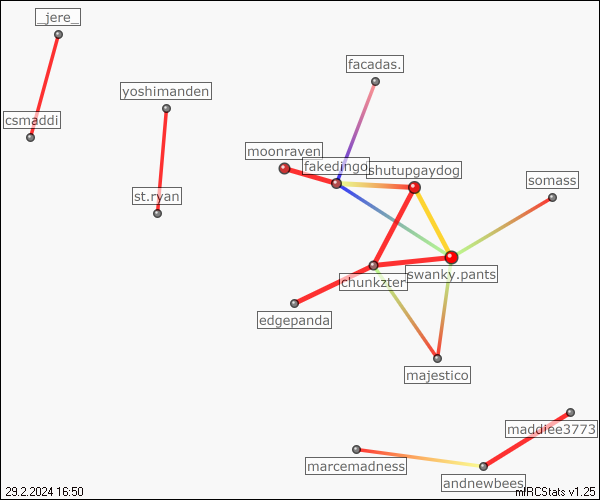 _jere_
facadas.
yoshimanden
csmaddi
moonraven
fakedingo
shutupgaydog
somass
st.ryan
swanky.pants
chunkzter
edgepanda
majestico
maddiee3773
marcemadness
andnewbees
29.2.2024 16:50
mIRCStats v1.25